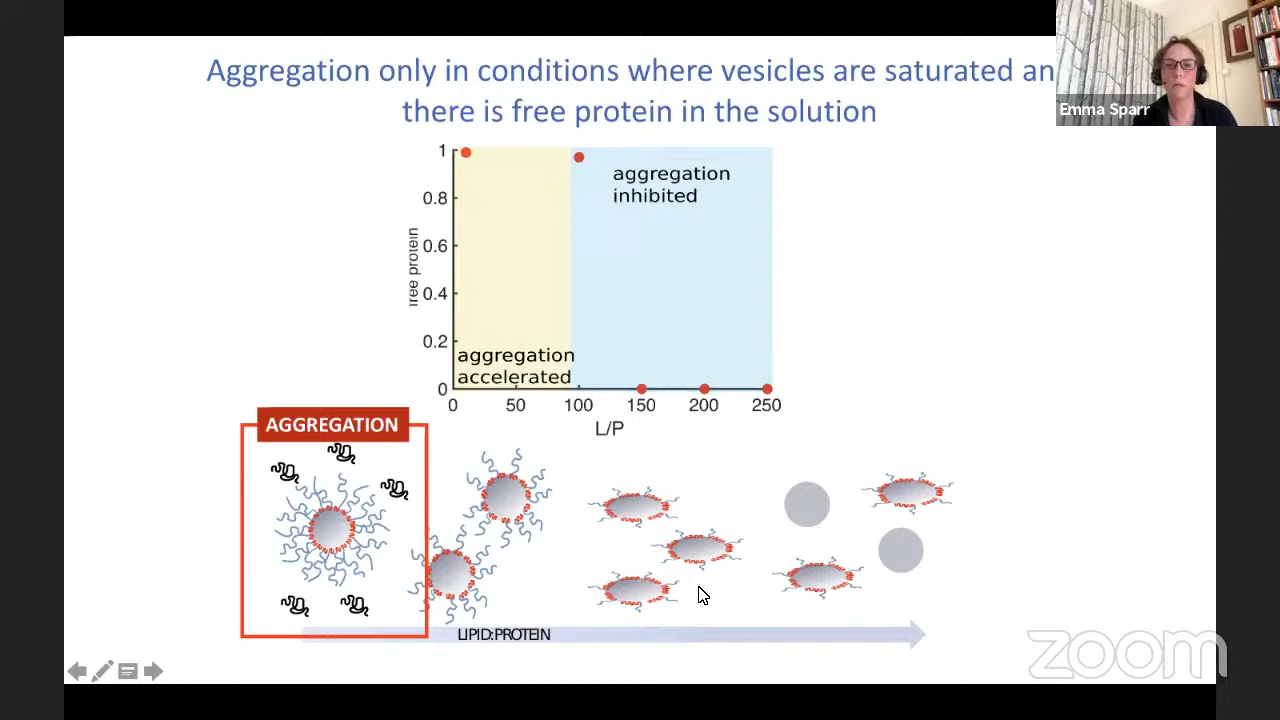 Aggregation only in conditions where vesicles are saturated an
there is free protein in the solution
Emma Sparr
1
0.8
0.6
0.4
0.2
0
free protein
aggregation
inhibited
aggregation
accelerated
0 50 100 150 200 250
L/P
AGGREGATION
LIPID:PROTEIN
zoom